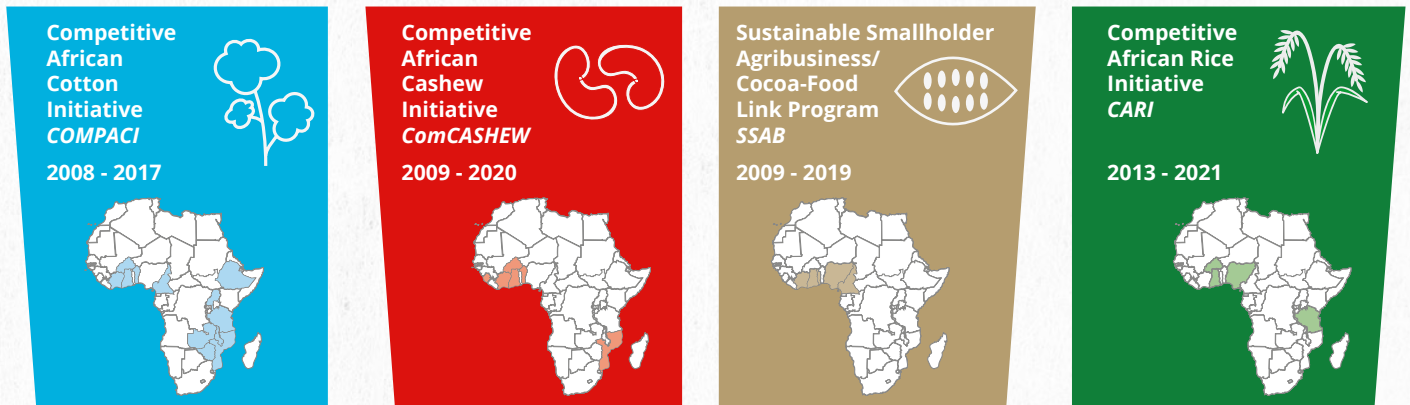 Competitive
African
Cotton
Initiative
COMPACI
2008 - 2017
Competitive
African
Cashew
Initiative
ComCASHEW
2009 - 2020
Sustainable Smallholder
Agribusiness/
Cocoa-Food
Link Program
SSAB
2009 - 2019
Competitive
African Rice
Initiative
CARI
2013 - 2021